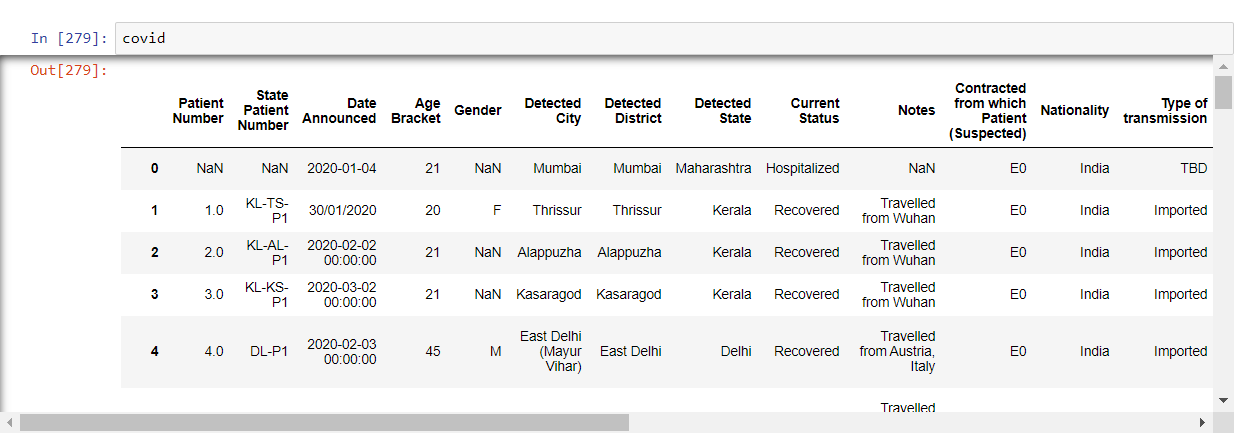 In [279]: covid
Out[279]:
Patient Number State Patient Number Date Announced Age Bracket Gender Detected City Detected District Detected State Current Status Notes Contracted from which Patient (Suspected) Nationality Type of transmission
0 NaN NaN 2020-01-04 21 NaN Mumbai Mumbai Maharashtra Hospitalized NaN E0 India TBD
1 1.0 KL-TS-P1 30/01/2020 20 F Thrissur Thrissur Kerala Recovered Travelled from Wuhan E0 India Imported
2 2.0 KL-AL-P1 2020-02-02 00:00:00 21 NaN Alappuzha Alappuzha Kerala Recovered Travelled from Wuhan E0 India Imported
3 3.0 KL-KS-P1 2020-03-02 00:00:00 21 NaN Kasaragod Kasaragod Kerala Recovered Travelled from Wuhan E0 India Imported
4 4.0 DL-P1 2020-02-03 00:00:00 45 M East Delhi (Mayur Vihar) East Delhi Delhi Recovered Travelled from Austria, Italy E0 India Imported
Travelled